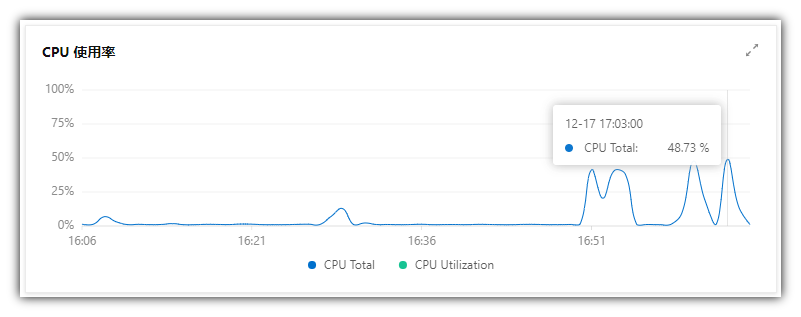 CPU 使用率
100%
75%
50%
25%
0%
12-17 17:03:00
CPU Total: 48.73 %
16:06 16:21 16:36 16:51
CPU Total CPU Utilization